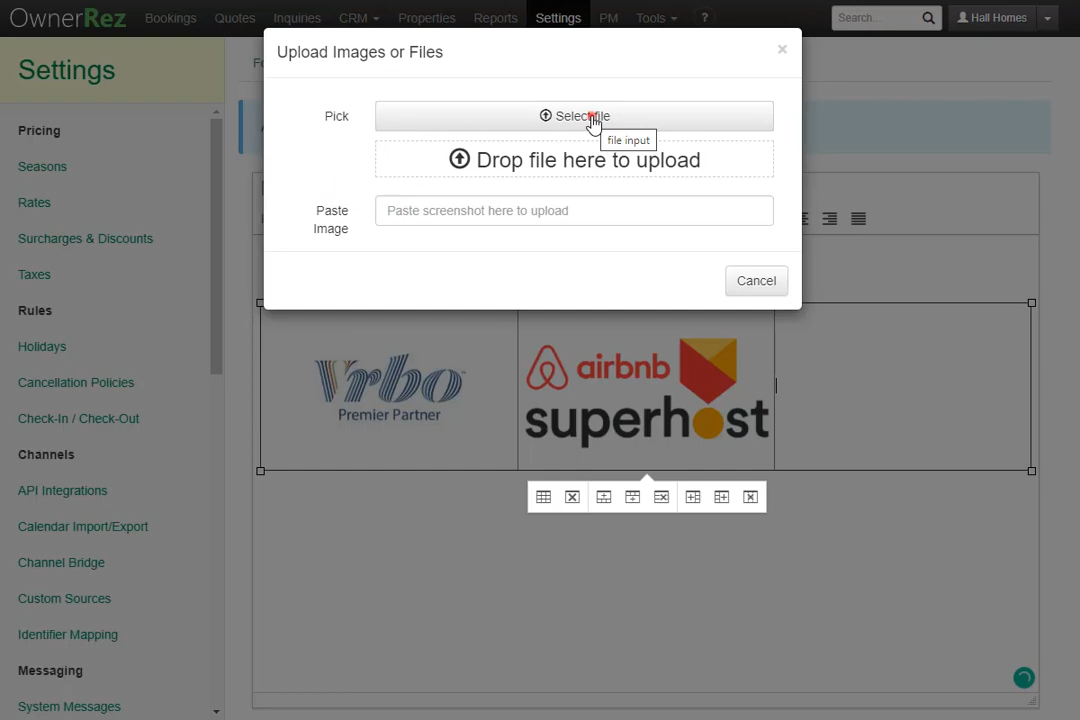 OwnerRez Bookings Quotes Inquiries CRM Properties Reports Settings PM Tools ? Search... Hall Homes
Upload Images or Files ×
Settings
Pick
Select file
file input
Drop file here to upload
Paste Image
Paste screenshot here to upload
Cancel
Pricing
Seasons
Rates
Surcharges & Discounts
Taxes
Rules
Holidays
Cancellation Policies
Check-In / Check-Out
Channels
API Integrations
Calendar Import/Export
Channel Bridge
Custom Sources
Identifier Mapping
Messaging
System Messages
Vrbo
Premier Partner
airbnb
superhost